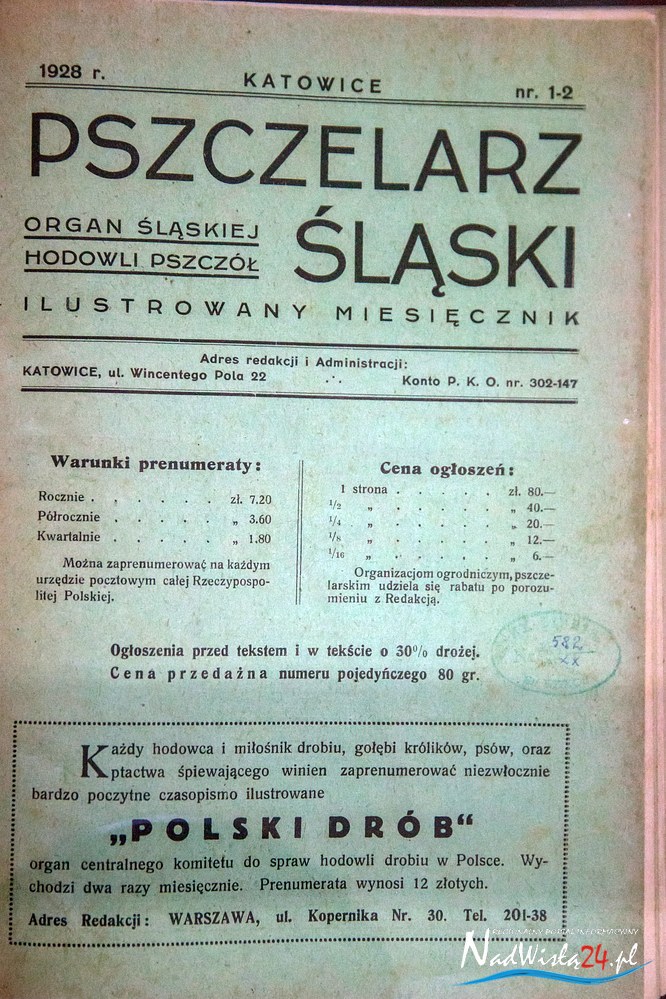 1928 r.
KATOWICE
nr. 1-2
PSZCZELARZ
ORGAN ŚLĄSKIEJ
HODOWLI PSZCZÓŁ
ŚLĄSKI
ILUSTROWANY MIESIĘCZNIK
Adres redakcji i Administracji:
KATOWICE, ul. Wincentego Pola 22 Konto P. K. O. nr. 302-147
Warunki prenumeraty:
Rocznie . . . . . . zł. 7.20
Półrocznie . . . . . „ 3.60
Kwartalnie . . . . . „ 1.80
Można zaprenumerować na każdym
urzędzie pocztowym całej Rzeczypospo-
litej Polskiej.
Cena ogłoszeń:
1 strona . . . . . zł. 80.—
1/2 „ . . . . . „ 40.—
1/4 „ . . . . . „ 20.—
1/8 „ . . . . . „ 12.—
1/16 „ . . . . . „ 6.—
Organizacjom ogrodniczym, pszcze-
larskim udziela się rabatu po porozu-
mieniu z Redakcją.
Ogłoszenia przed tekstem i w tekście o 30% drożej.
Cena przedażna numeru pojedyńczego 80 gr.
582
XX
Każdy hodowca i miłośnik drobiu, gołębi królików, psów, oraz
ptactwa śpiewającego winien zaprenumerować niezwłocznie
bardzo poczytne czasopismo ilustrowane
„POLSKI DRÓB“
organ centralnego komitetu do spraw hodowli drobiu w Polsce. Wy-
chodzi dwa razy miesięcznie. Prenumerata wynosi 12 złotych.
Adres Redakcji: WARSZAWA, ul. Kopernika Nr. 30. Tel. 201-38
REGIONALNY PORTAL INFORMACYJNY
NadWisłą24.pl